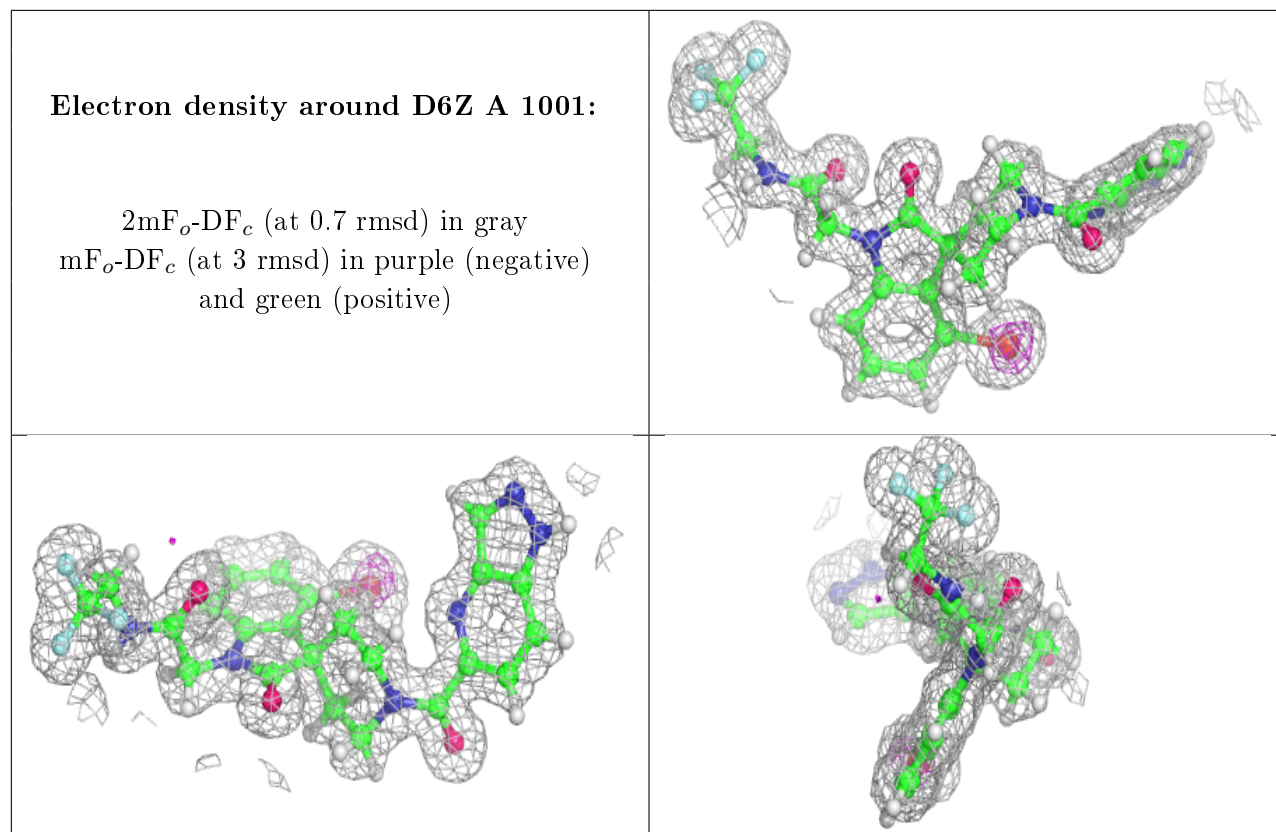 Electron density around D6Z A 1001:
2mFₒ-DF𝒸 (at 0.7 rmsd) in gray
mFₒ-DF𝒸 (at 3 rmsd) in purple (negative)
and green (positive)